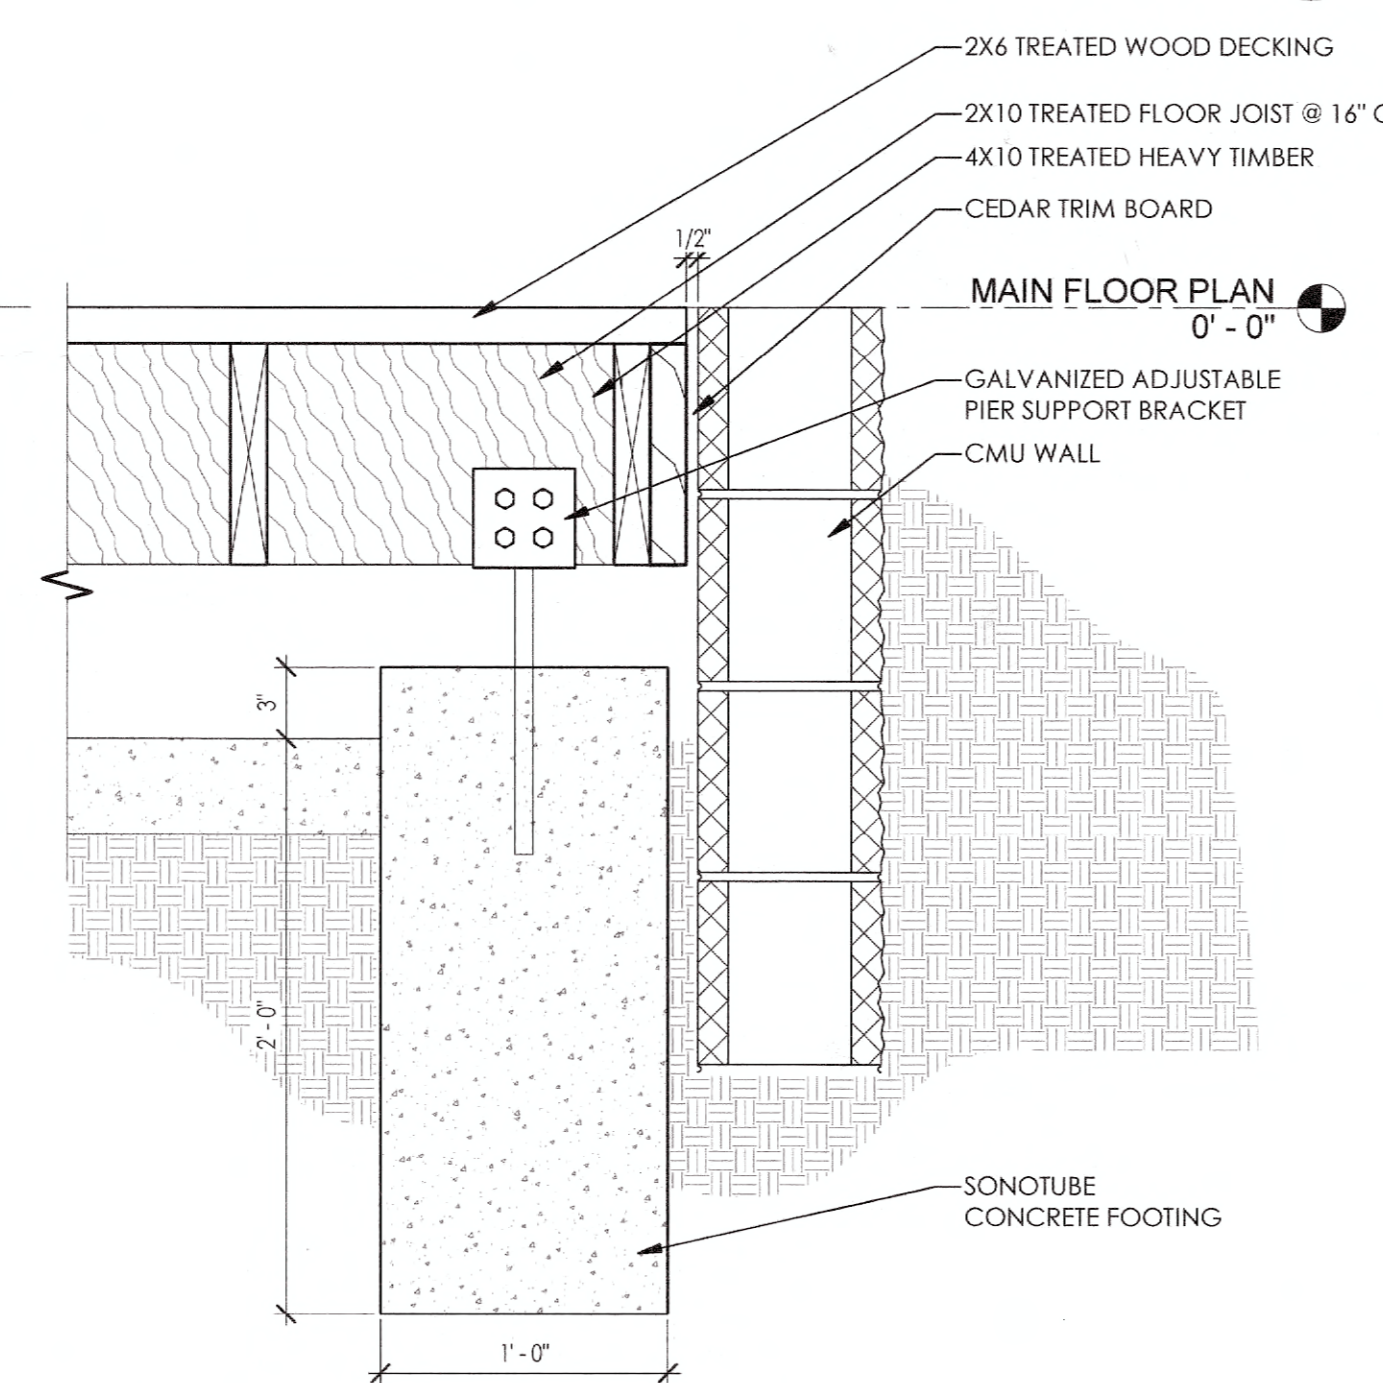 2X6 TREATED WOOD DECKING
2X10 TREATED FLOOR JOIST @ 16"
4X10 TREATED HEAVY TIMBER
CEDAR TRIM BOARD
1/2"
MAIN FLOOR PLAN
0' - 0"
GALVANIZED ADJUSTABLE
PIER SUPPORT BRACKET
CMU WALL
3"
2' - 0"
SONOTUBE
CONCRETE FOOTING
1' - 0"